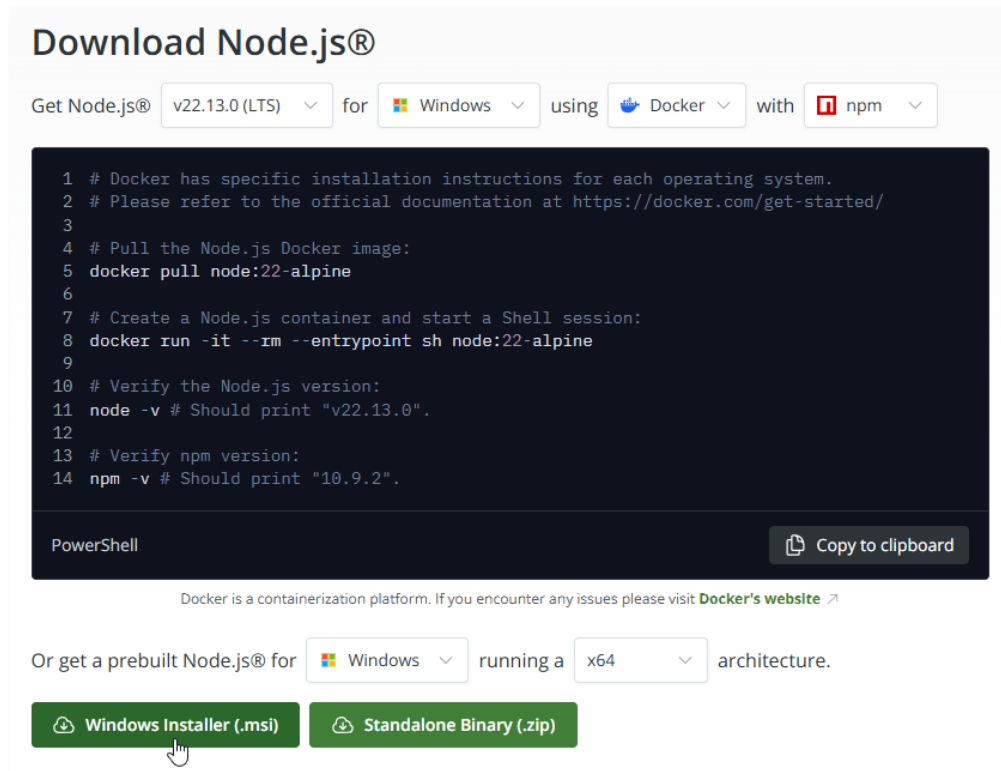 Download Node.js®
Get Node.js® v22.13.0 (LTS) for Windows using Docker with npm
1 # Docker has specific installation instructions for each operating system.
2 # Please refer to the official documentation at https://docker.com/get-started/
3
4 # Pull the Node.js Docker image:
5 docker pull node:22-alpine
6
7 # Create a Node.js container and start a Shell session:
8 docker run -it --rm --entrypoint sh node:22-alpine
9
10 # Verify the Node.js version:
11 node -v # Should print "v22.13.0".
12
13 # Verify npm version:
14 npm -v # Should print "10.9.2".
PowerShell Copy to clipboard
Docker is a containerization platform. If you encounter any issues please visit Docker's website ↗
Or get a prebuilt Node.js® for Windows running a x64 architecture.
Windows Installer (.msi) Standalone Binary (.zip)